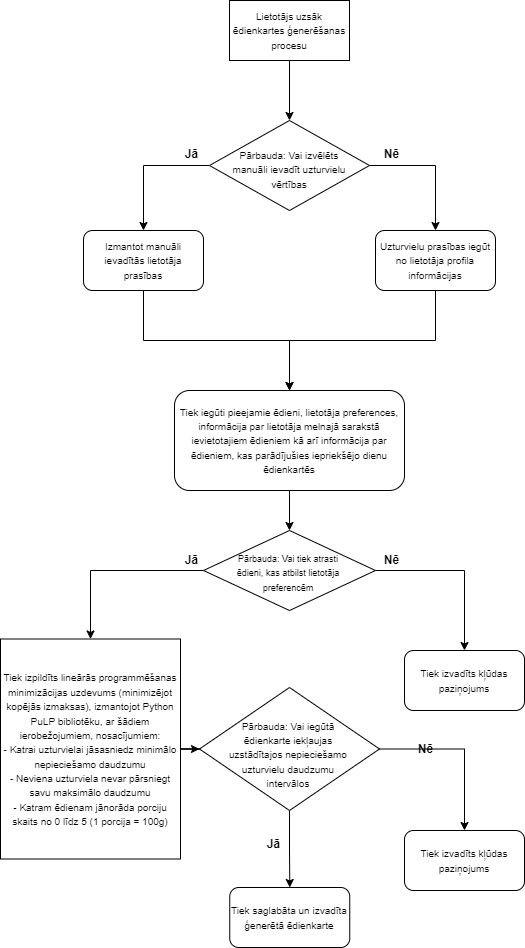 Lietotājs uzsāk
ēdienkartes ģenerēšanas
procesu
Jā
Nē
Pārbauda: Vai izvēlēts
manuāli ievadīt uzturvielu
vērtības
Izmantot manuāli
ievadītās lietotāja
prasības
Uzturvielu prasības iegūt
no lietotāja profila
informācijas
Tiek iegūti pieejamie ēdieni, lietotāja preferences,
informācija par lietotāja melnajā sarakstā
ievietotajiem ēdieniem kā arī informācija par
ēdieniem, kas parādījušies iepriekšējo dienu
ēdienkartēs
Jā
Nē
Pārbauda: Vai tiek atrasti
ēdieni, kas atbilst lietotāja
preferencēm
Tiek izvadīts kļūdas
paziņojums
Tiek izpildīts lineārās programmēšanas
minimizācijas uzdevums (minimizējot
kopējās izmaksas), izmantojot Python
PuLP bibliotēku, ar šādiem
ierobežojumiem, nosacījumiem:
- Katrai uzturvielai jāsasniedz minimālo
nepieciešamo daudzumu
- Neviena uzturviela nevar pārsniegt
savu maksimālo daudzumu
- Katram ēdienam jānorāda porciju
skaits no 0 līdz 5 (1 porcija = 100g)
Pārbauda: Vai iegūtā
ēdienkarte iekļaujas
uzstādītajos nepieciešamo
uzturvielu daudzumu
intervālos
Nē
Jā
Tiek izvadīts kļūdas
paziņojums
Tiek saglabāta un izvadīta
ģenerētā ēdienkarte